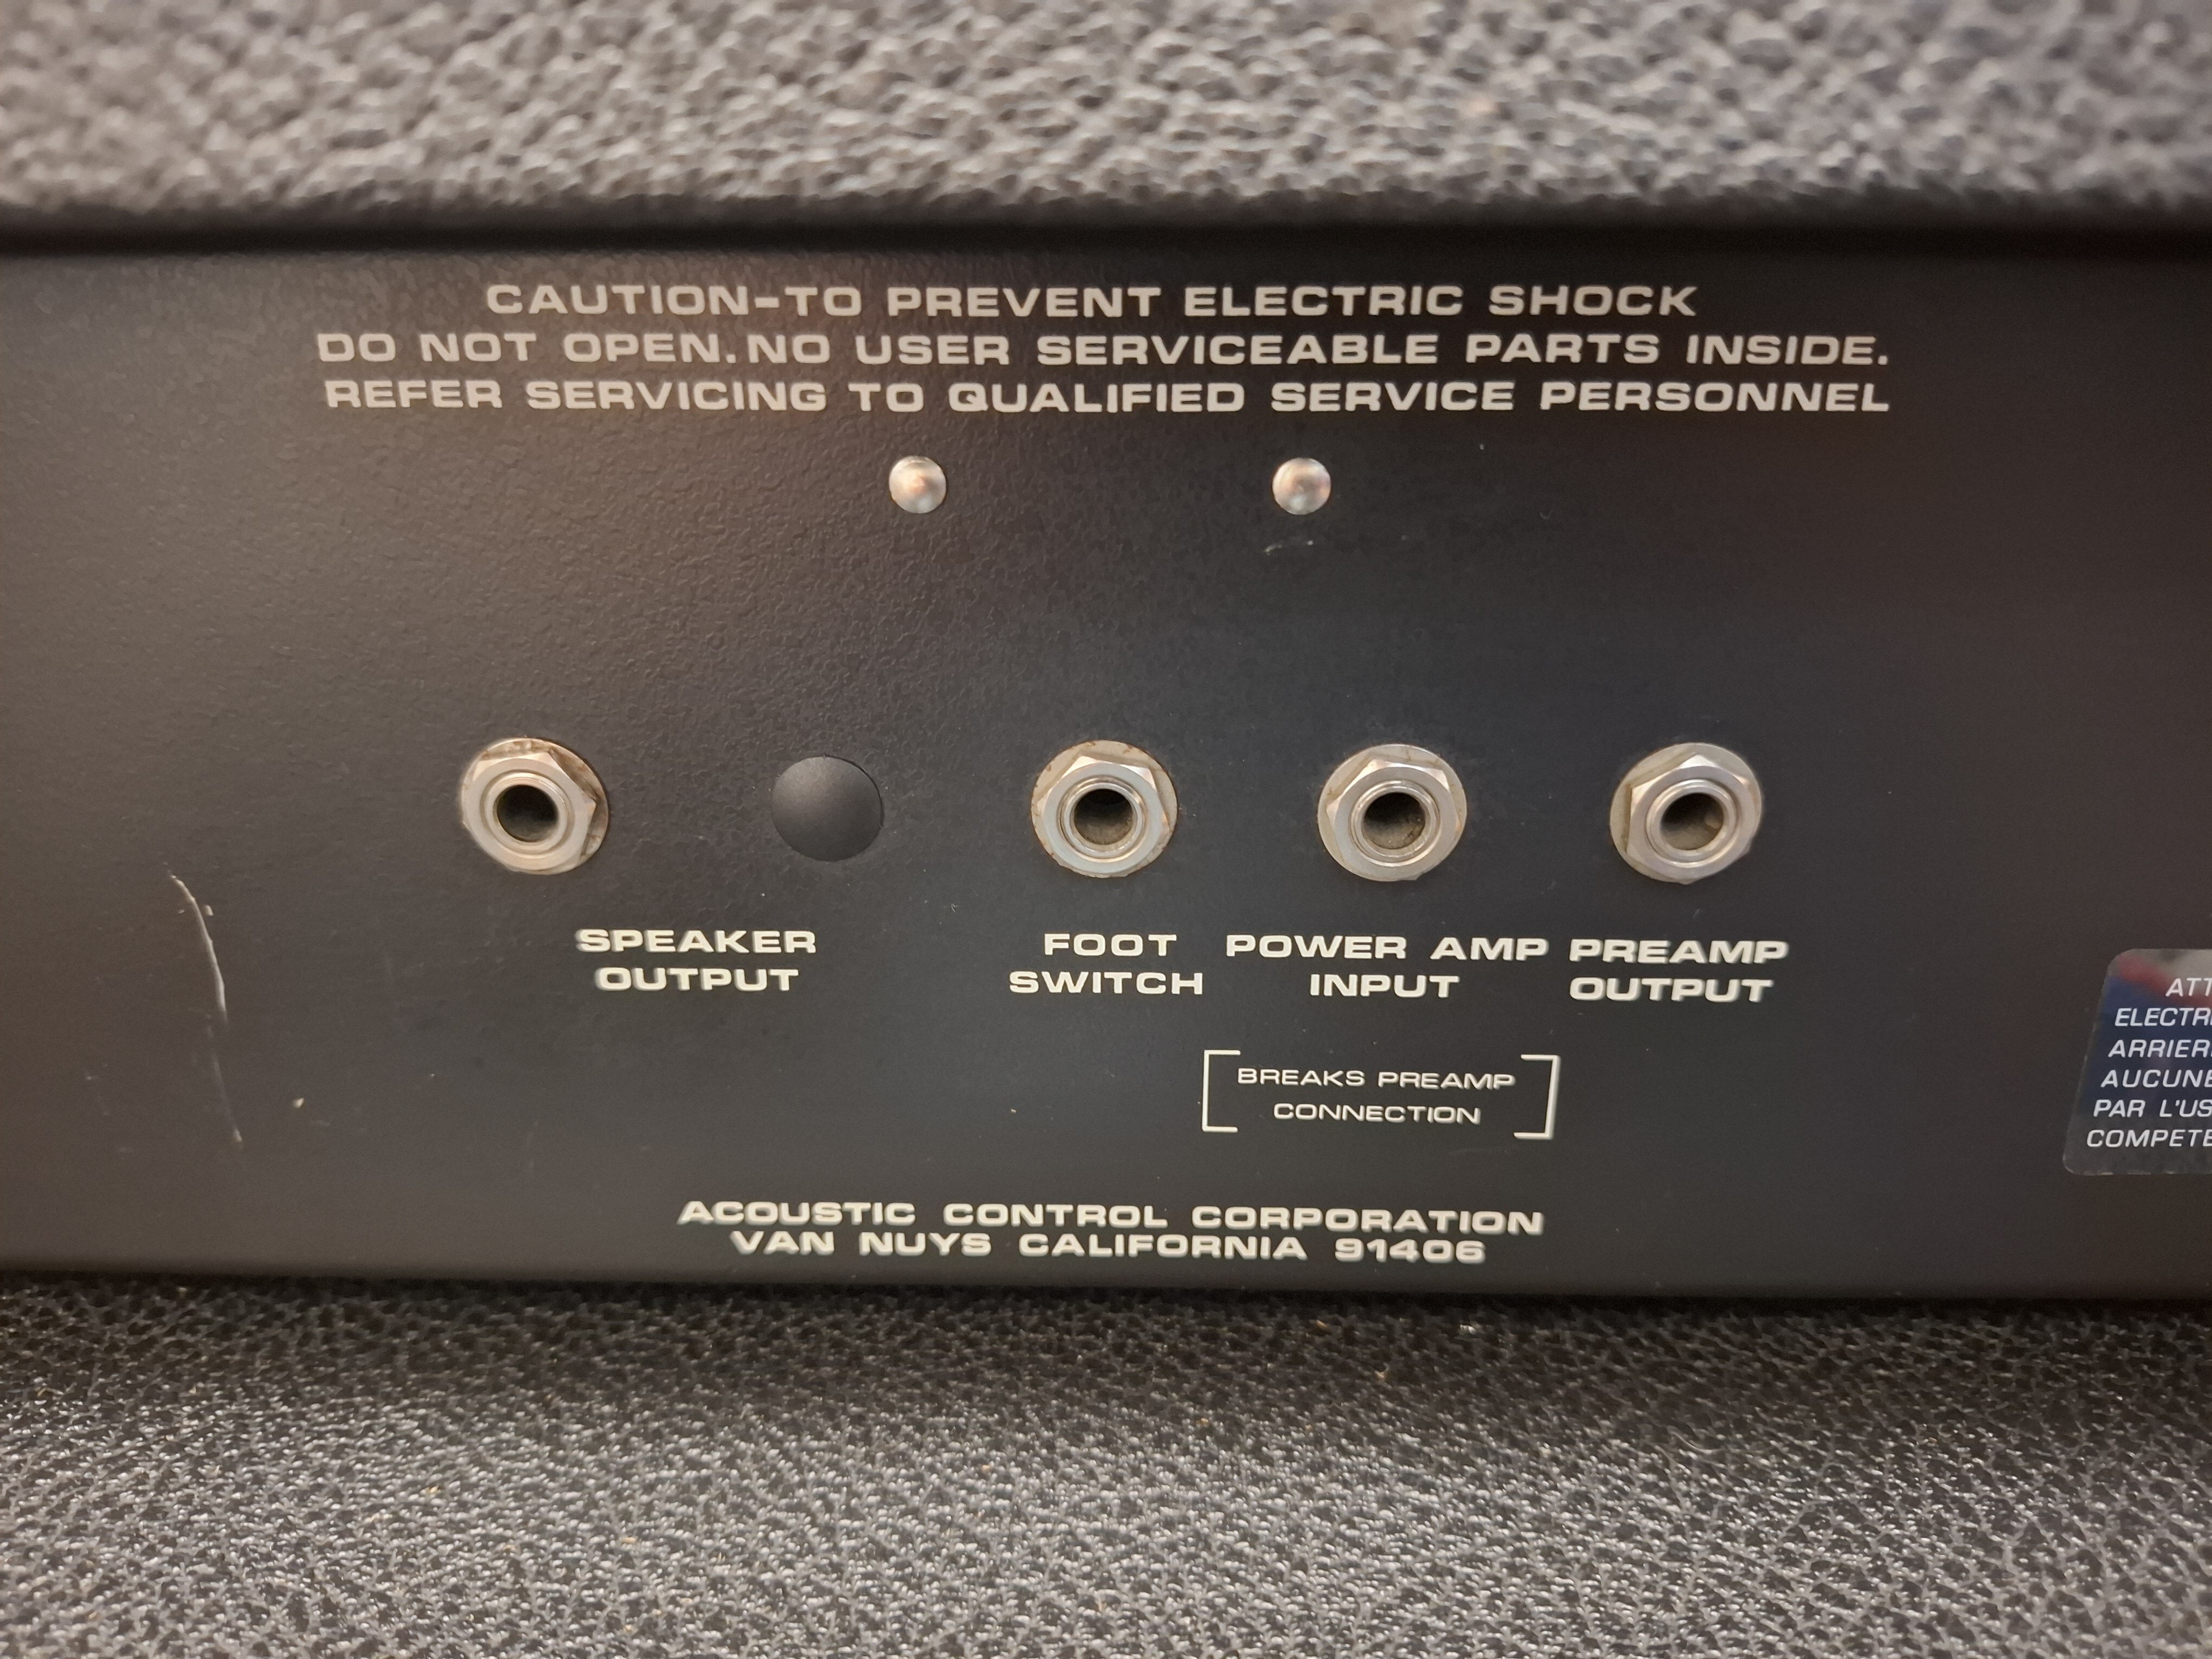 CAUTION-TO PREVENT ELECTRIC SHOCK
DO NOT OPEN. NO USER SERVICEABLE PARTS INSIDE.
REFER SERVICING TO QUALIFIED SERVICE PERSONNEL
SPEAKER
OUTPUT
FOOT
SWITCH
POWER AMP
INPUT
PREAMP
OUTPUT
BREAKS PREAMP
CONNECTION
ACOUSTIC CONTROL CORPORATION
VAN NUYS CALIFORNIA 91406
PAR